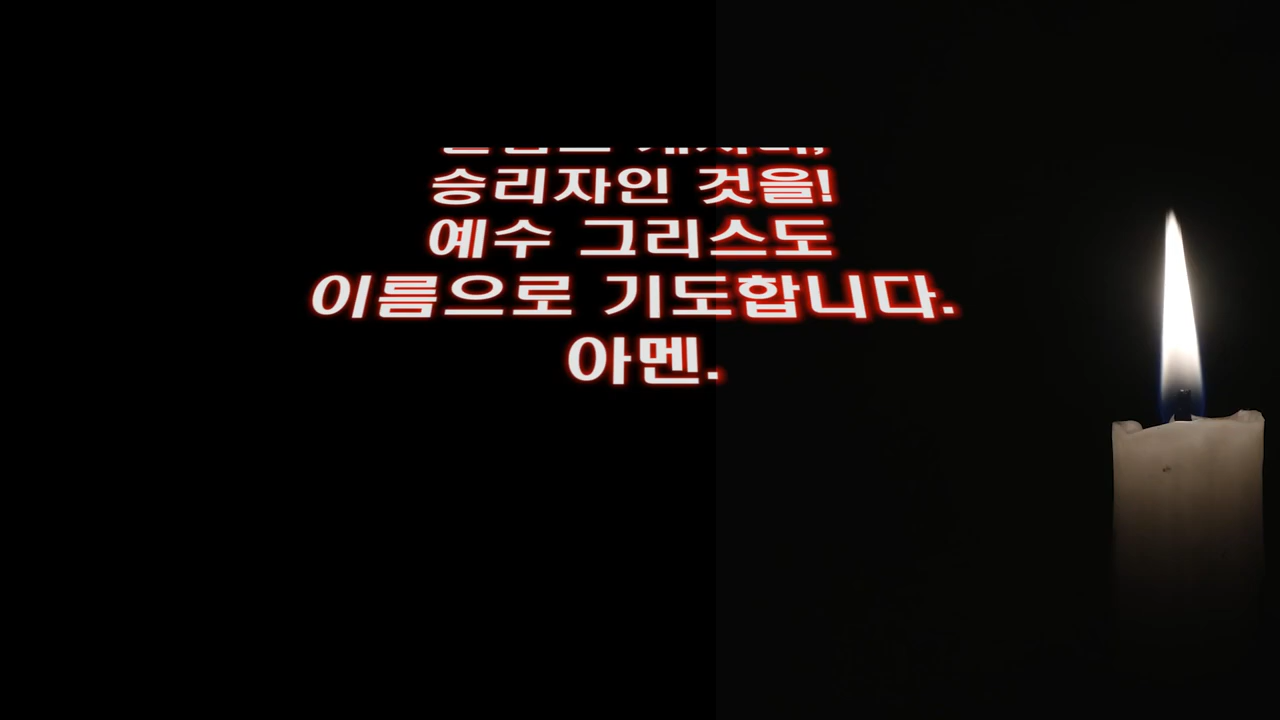 승리자인 것을!
예수 그리스도
이름으로 기도합니다.
아멘.